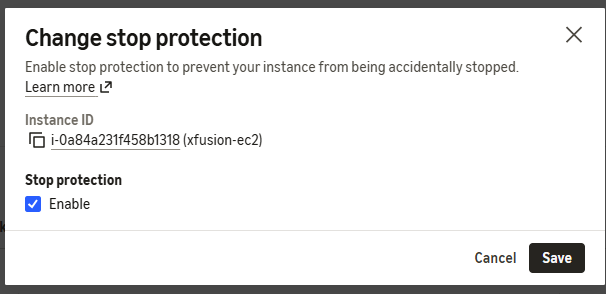 Change stop protection
Enable stop protection to prevent your instance from being accidentally stopped.
Learn more
Instance ID
i-0a84a231f458b1318 (xfusion-ec2)
Stop protection
Enable
Cancel
Save